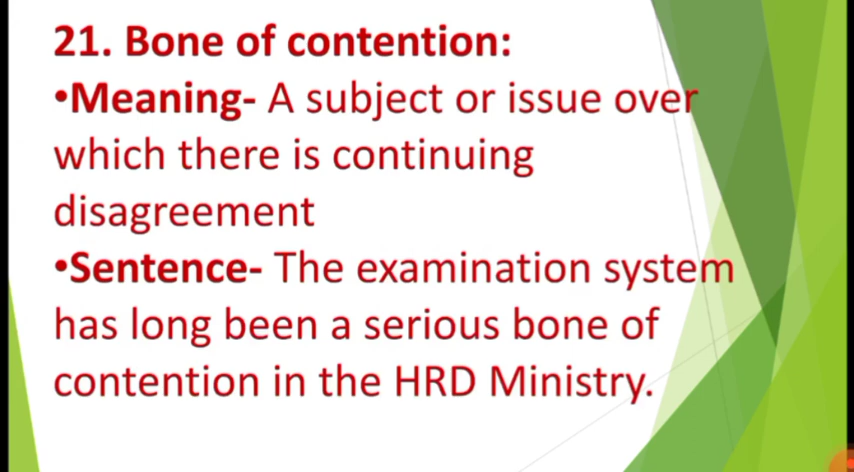 21. Bone of contention:
•Meaning- A subject or issue over
which there is continuing
disagreement
•Sentence- The examination system
has long been a serious bone of
contention in the HRD Ministry.